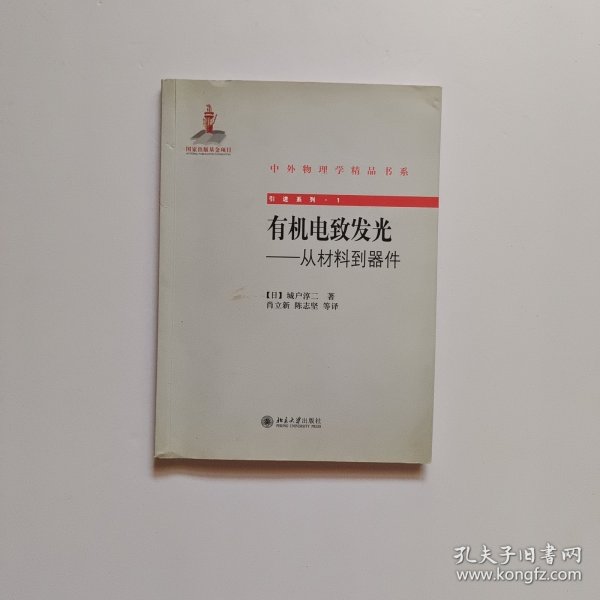 国家出版基金项目
中外物理学精品书系
引进系列·1
有机电致发光
——从材料到器件
【日】城户淳二 著
肖立新 陈志坚 等译
北京大学出版社
PEKING UNIVERSITY PRESS
孔夫子旧书网
www.kongfz.com